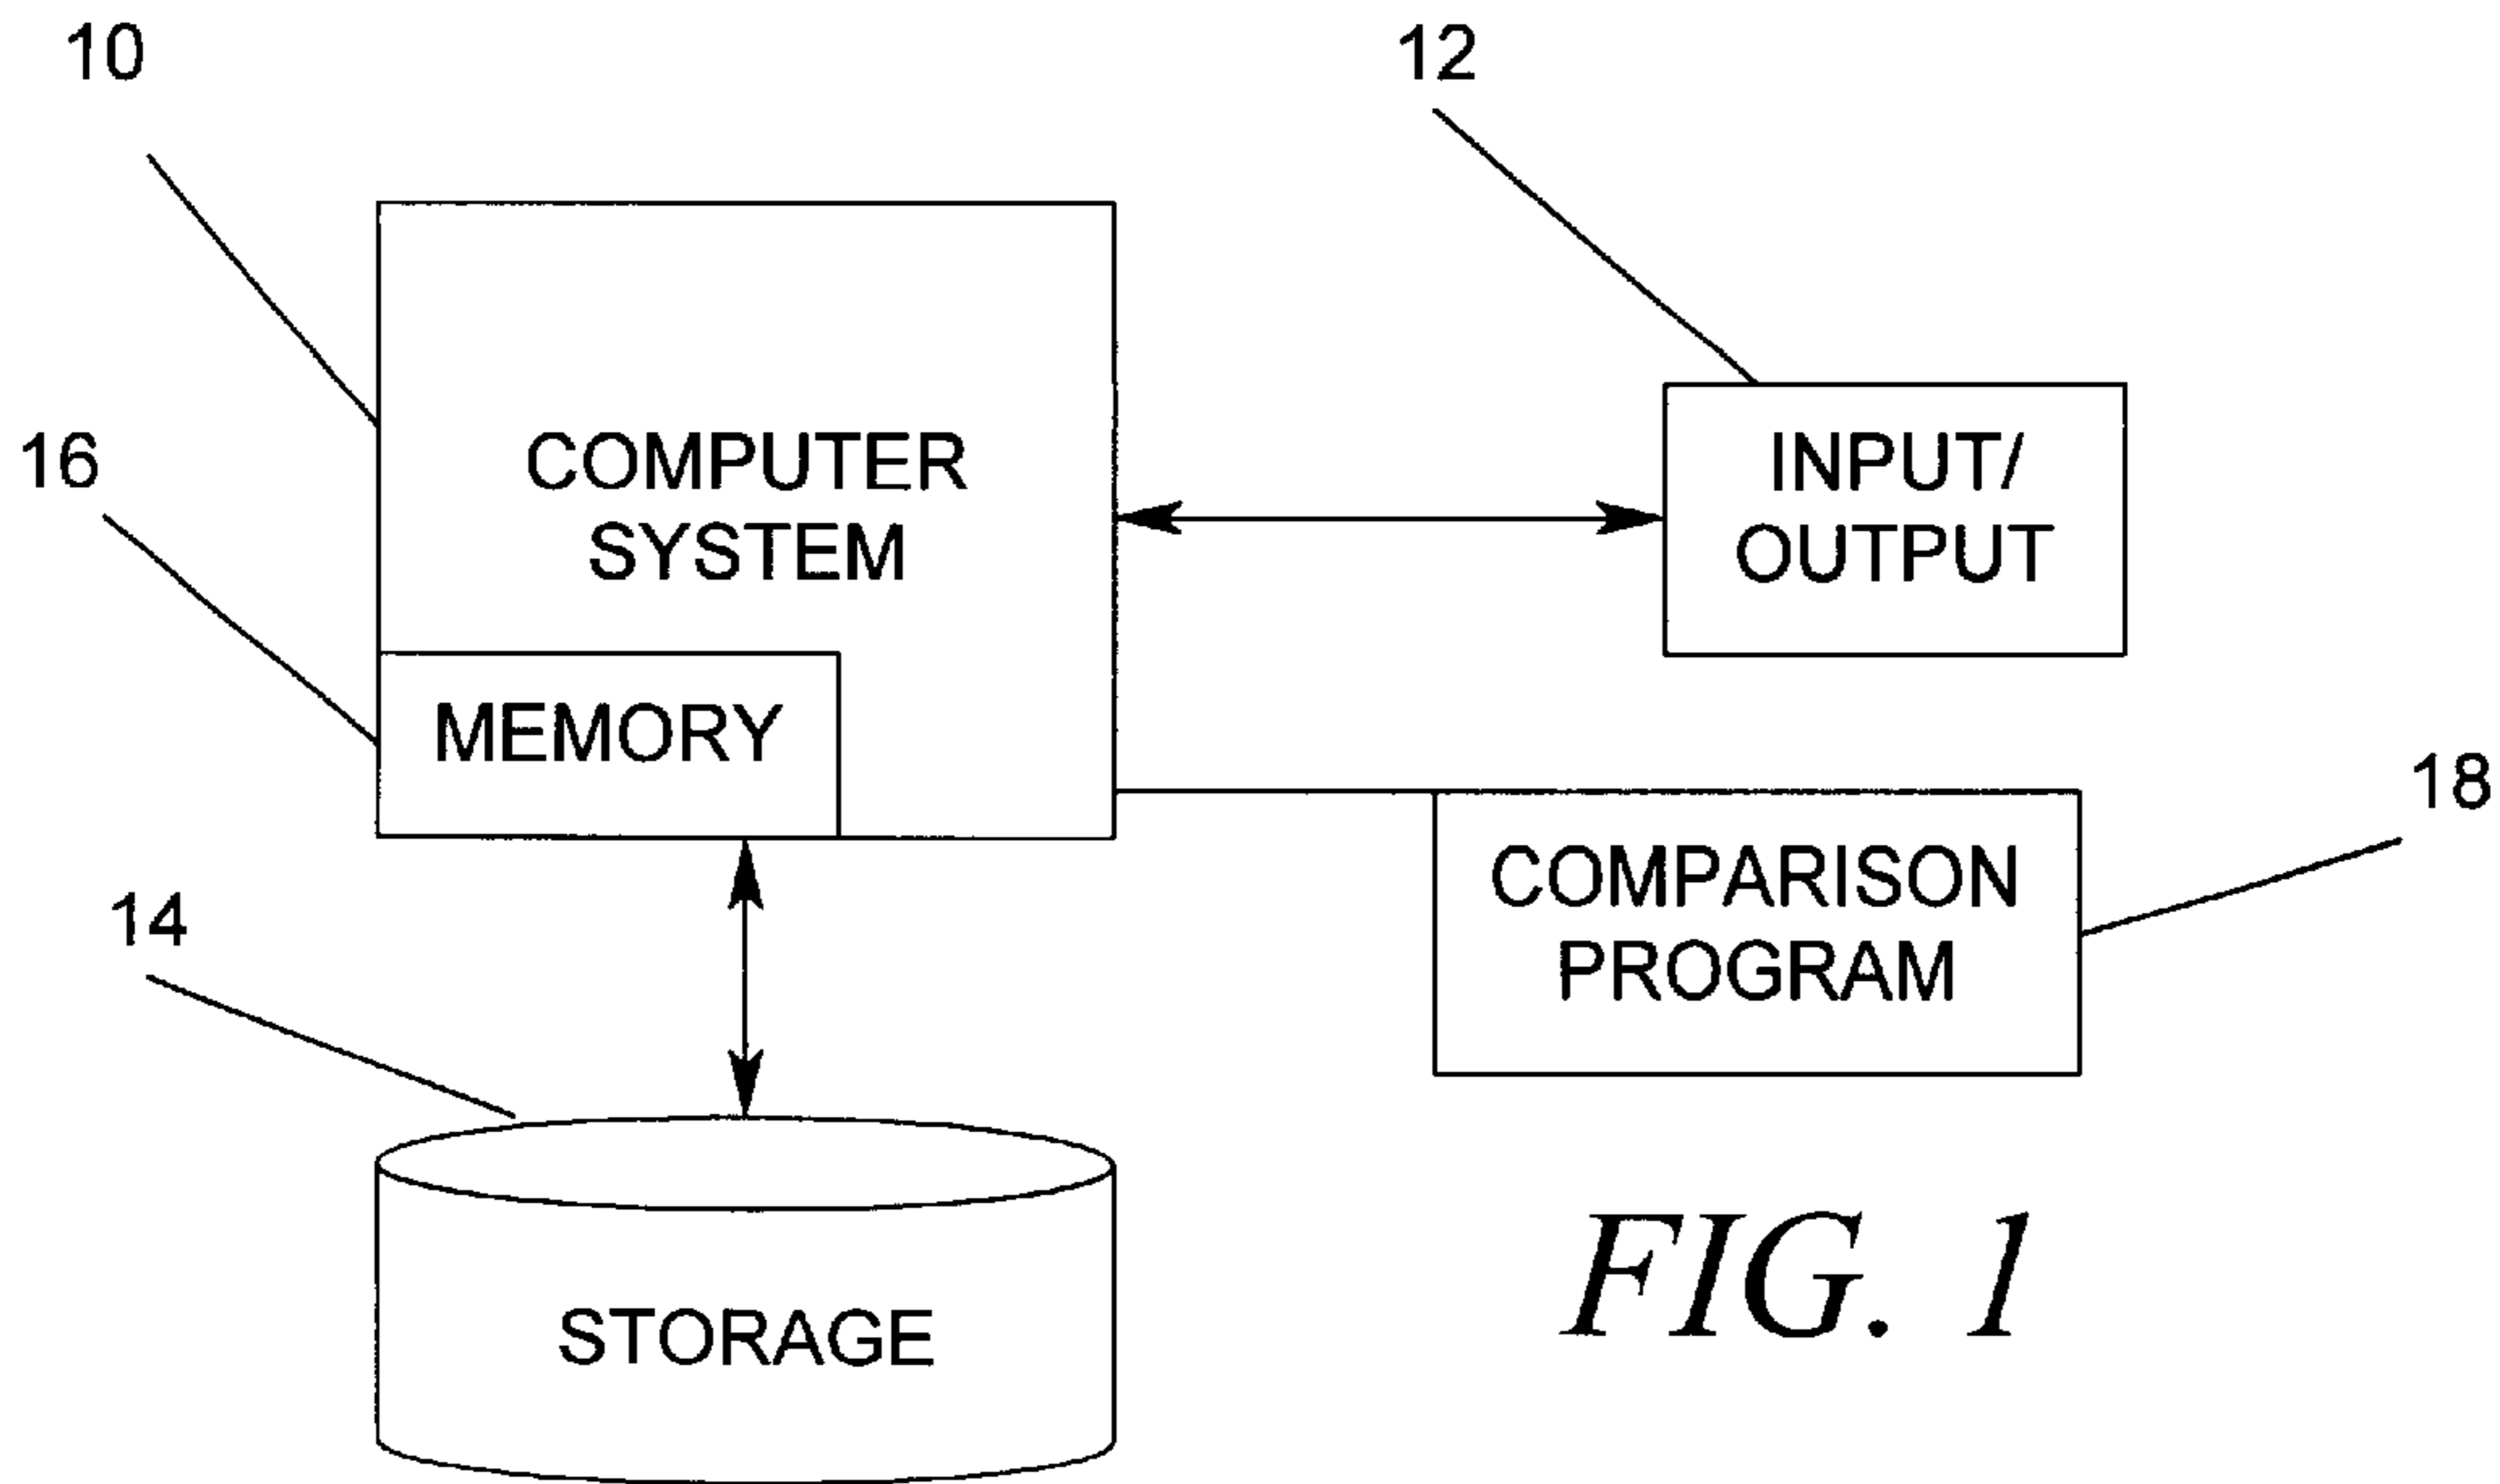 10
12
COMPUTER
SYSTEM
INPUT/
OUTPUT
16
MEMORY
18
COMPARISON
PROGRAM
14
STORAGE
FIG. 1